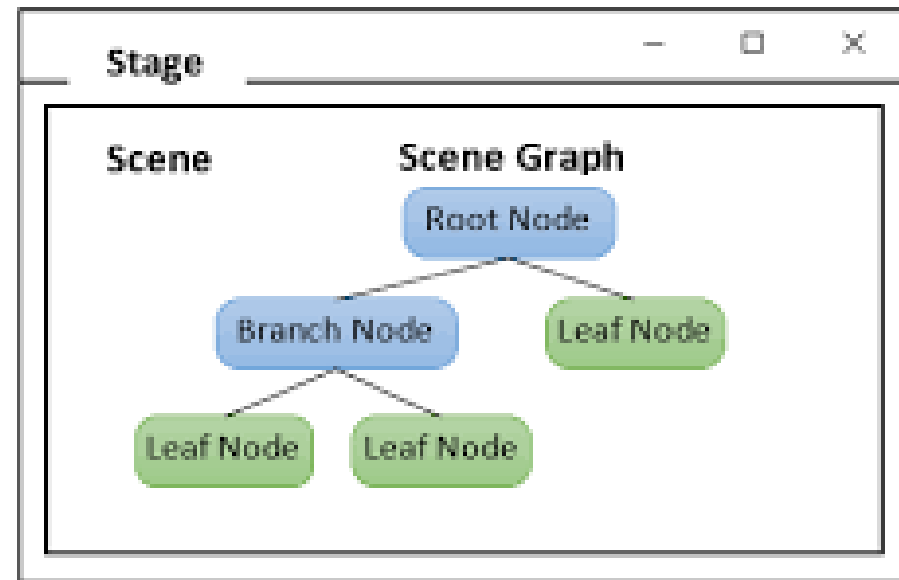 Stage
Scene
Scene Graph
Root Node
Branch Node
Leaf Node
Leaf Node
Leaf Node